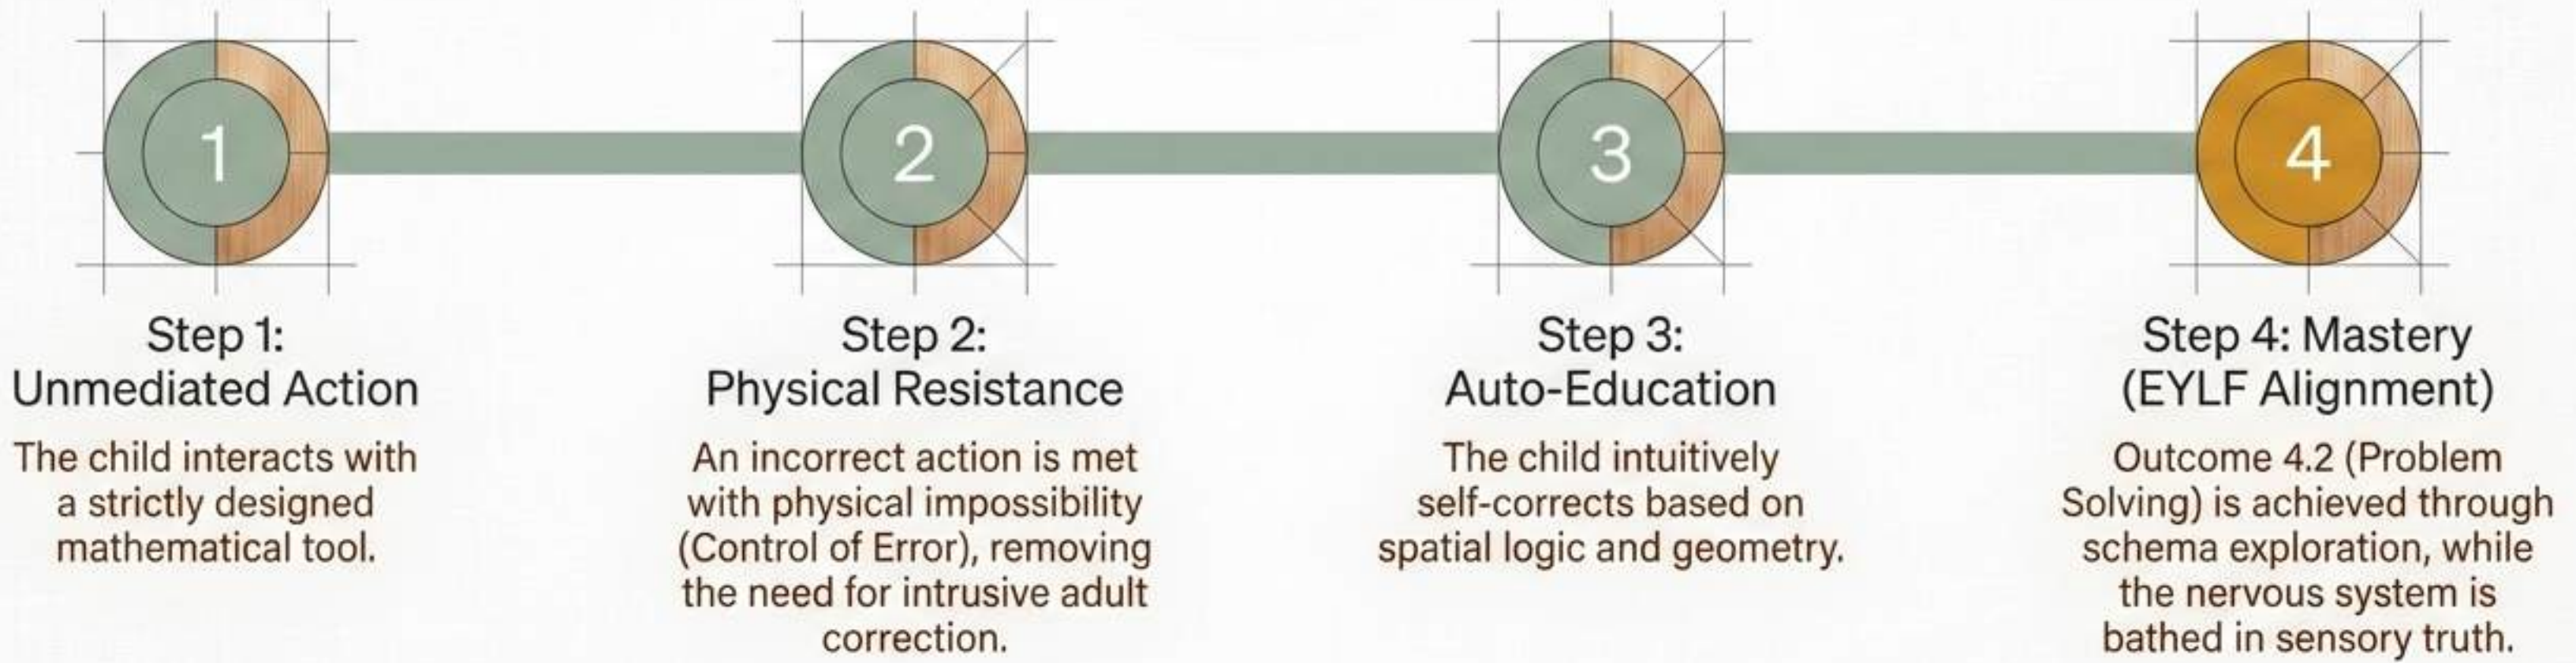 1
2
3
4
Step 1:
Unmediated Action
The child interacts with
a strictly designed
mathematical tool.
Step 2:
Physical Resistance
An incorrect action is met
with physical impossibility
(Control of Error), removing
the need for intrusive adult
correction.
Step 3:
Auto-Education
The child intuitively
self-corrects based on
spatial logic and geometry.
Step 4: Mastery
(EYLF Alignment)
Outcome 4.2 (Problem
Solving) is achieved through
schema exploration, while
the nervous system is
bathed in sensory truth.